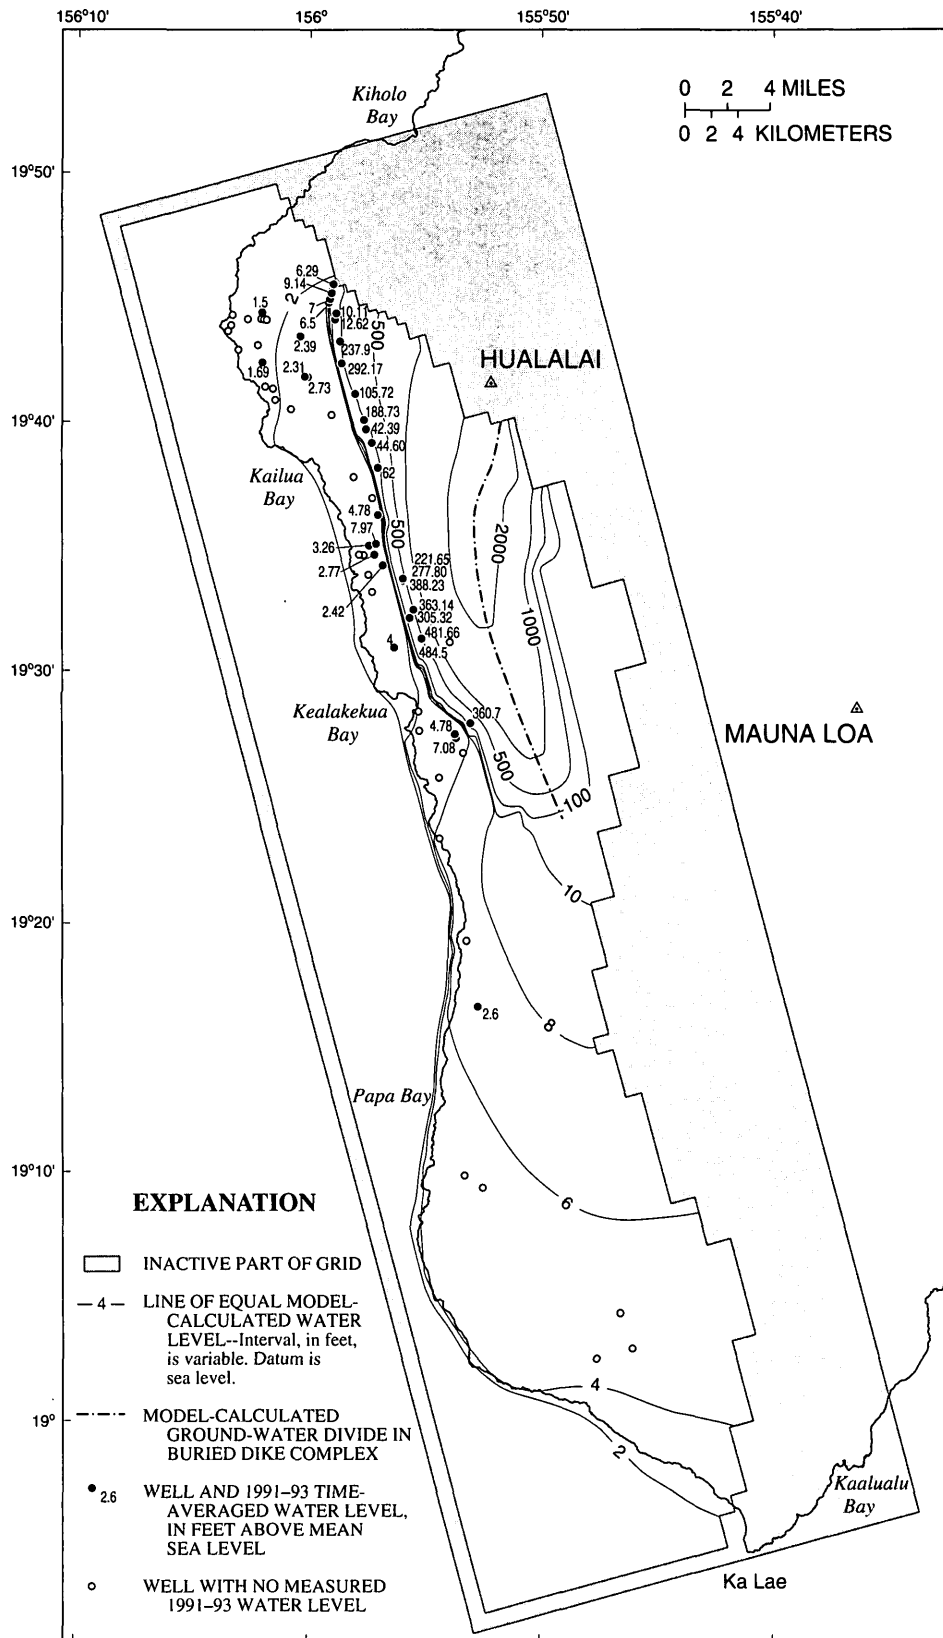 156°10'
156°
155°50'
155°40'
Kiholo
Bay
0 2 4 MILES
0 2 4 KILOMETERS
19°50'
6.29
9.14
2
1.5
7
6.5
10.11
12.62
500
2.39
237.9
HUALALAI
1.69
2.31
2.73
292.17
105.72
188.73
19°40'
42.39
44.60
Kailua
Bay
62
4.78
7.97
500
2000
3.26
2.77
221.65
277.80
388.23
2.42
363.14
305.32
1000
481.66
484.5
4
19°30'
Kealakekua
Bay
360.7
4.78
7.08
MAUNA LOA
500
100
10
19°20'
2.6
8
Papa Bay
19°10'
6
EXPLANATION
INACTIVE PART OF GRID
— 4 — LINE OF EQUAL MODEL-
CALCULATED WATER
LEVEL--Interval, in feet,
is variable. Datum is
sea level.
4
MODEL-CALCULATED
GROUND-WATER DIVIDE IN
BURIED DIKE COMPLEX
19°
2
2.6 WELL AND 1991–93 TIME-
AVERAGED WATER LEVEL,
IN FEET ABOVE MEAN
SEA LEVEL
Kaalualu
Bay
WELL WITH NO MEASURED
1991–93 WATER LEVEL
Ka Lae